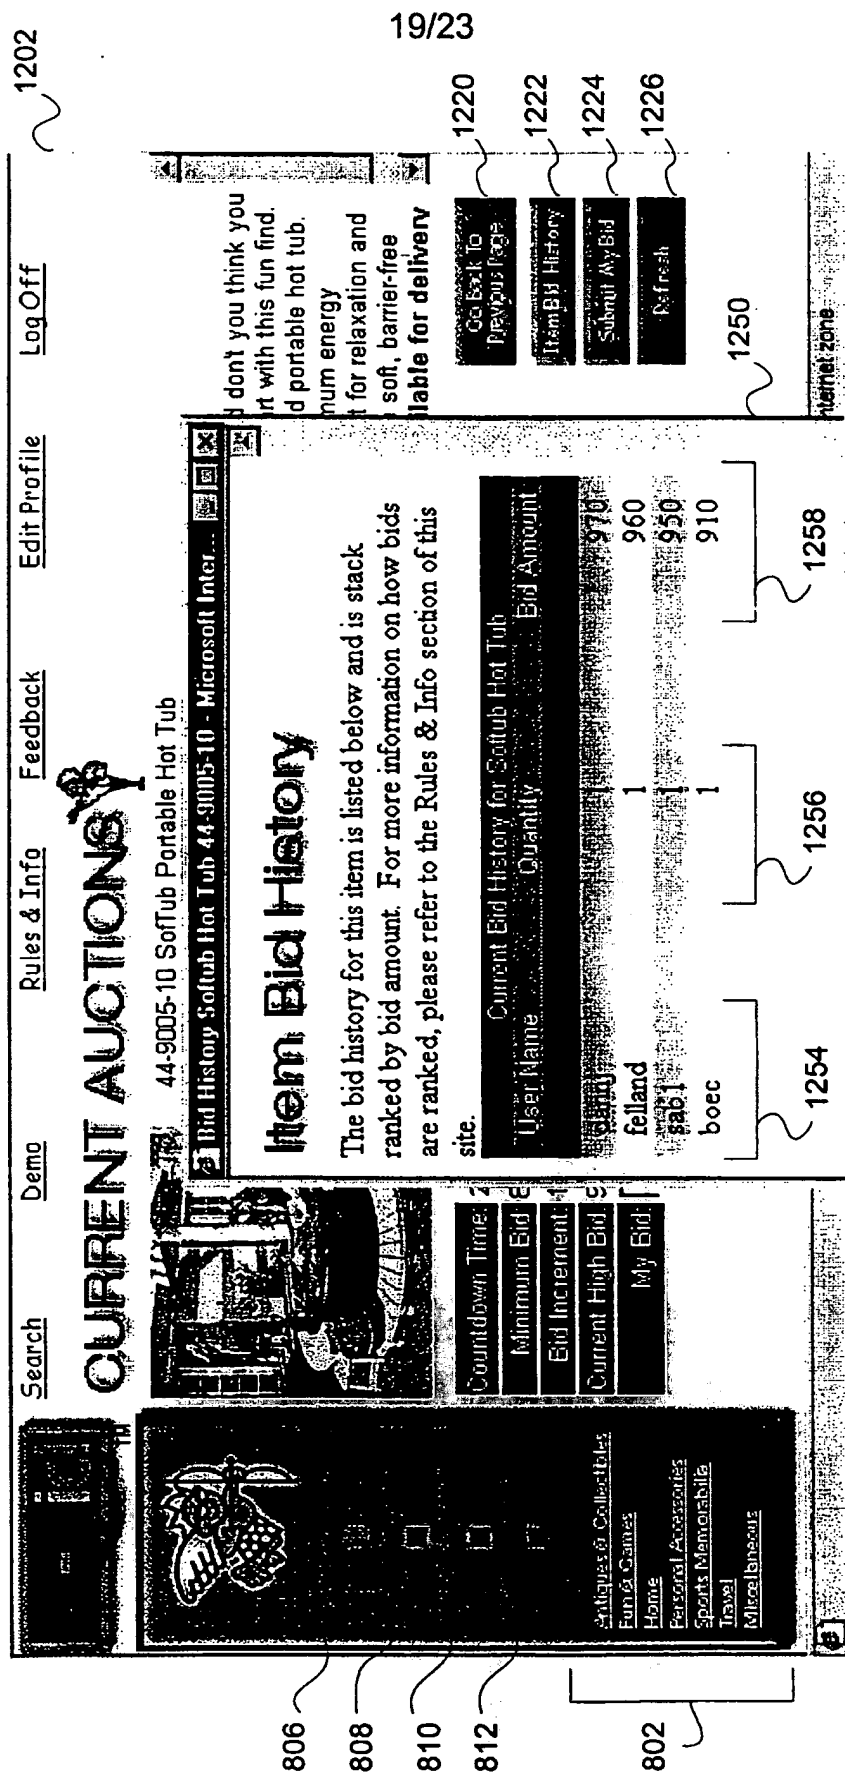 19/23
1202
Search Demo Rules & Info Feedback Edit Profile Log Off
CURRENT AUCTIONS
TM
44-9005-10 SofTub Portable Hot Tub
d don't you think you
rt with this fun find.
d portable hot tub.
mum energy
t for relaxation and
soft, barrier-free
ilable for delivery
Bid History Softub Hot Tub 44-9005-10 - Microsoft Inter...
Item Bid History
The bid history for this item is listed below and is stack
ranked by bid amount. For more information on how bids
are ranked, please refer to the Rules & Info section of this
site.
Current Bid History for Softub Hot Tub
User Name Quantity Bid Amount
1 970
felland 1 960
sab1 1 950
boec 1 910
Countdown Time:
Minimum Bid
Bid Increment
Current High Bid
My Bid
Go Back To
Previous Page
Item Bid History
Submit My Bid
Refresh
1220
1222
1224
1226
1250
Antiques & Collectibles
Fun & Games
Home
Personal Accessories
Sports Memorabilia
Travel
Miscellaneous
nternet zone
806
808
810
812
802
1254
1256
1258